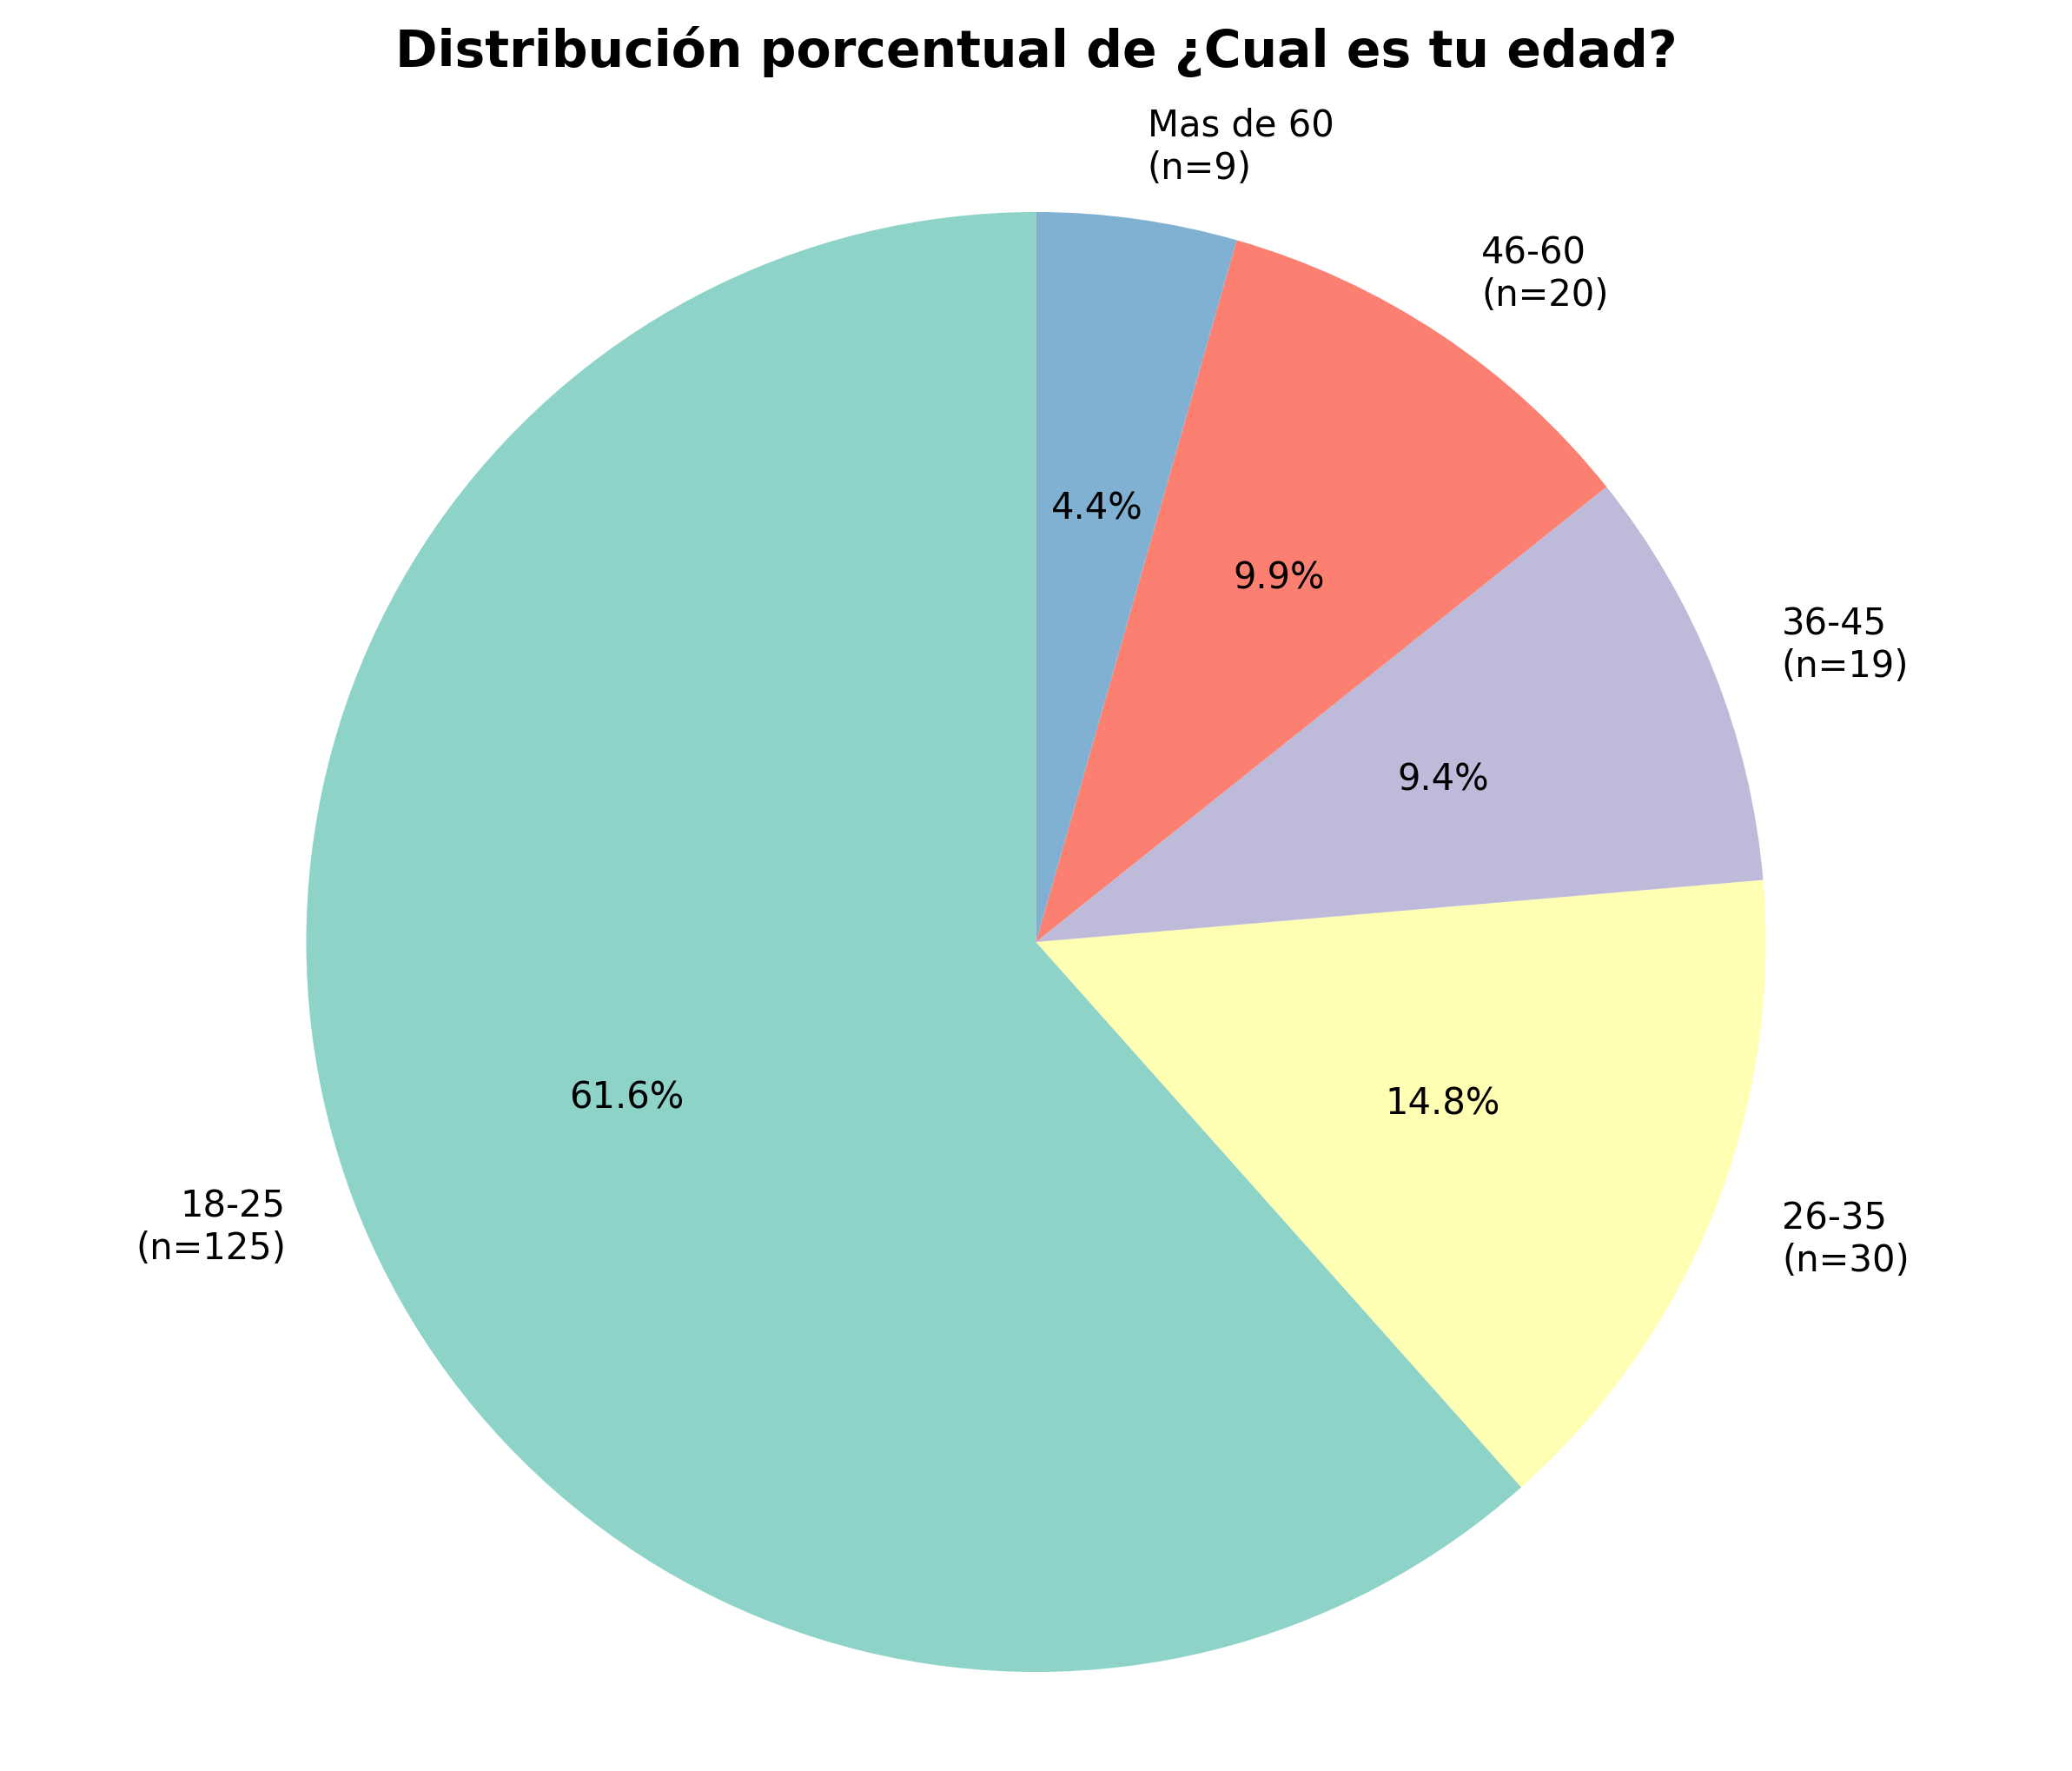 Distribución porcentual de ¿Cual es tu edad?
Mas de 60
(n=9)
46-60
(n=20)
4.4%
9.9%
36-45
(n=19)
9.4%
61.6%
14.8%
18-25
(n=125)
26-35
(n=30)